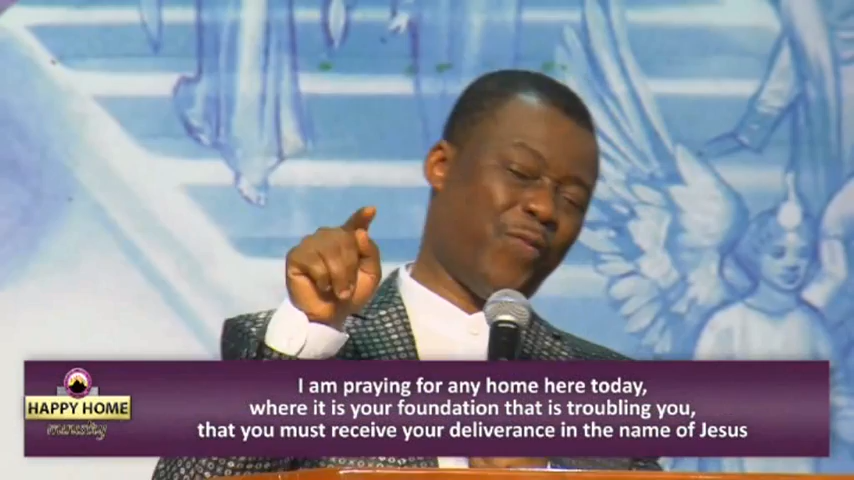 I am praying for any home here today,
where it is your foundation that is troubling you,
that you must receive your deliverance in the name of Jesus
HAPPY HOME
ministry